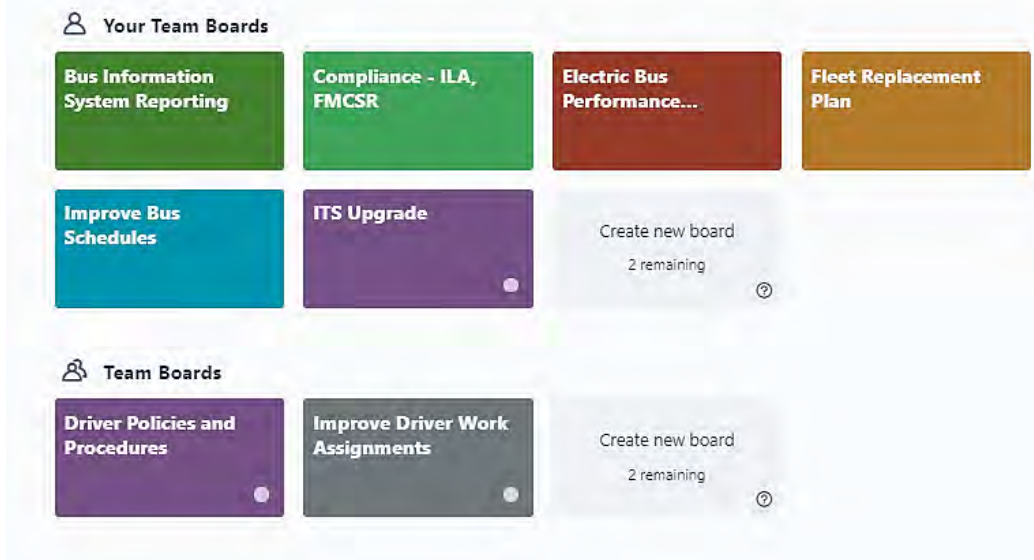 Your Team Boards
Bus Information
System Reporting
Compliance - ILA,
FMCSR
Electric Bus
Performance...
Fleet Replacement
Plan
Improve Bus
Schedules
ITS Upgrade
Create new board
2 remaining
Team Boards
Driver Policies and
Procedures
Improve Driver Work
Assignments
Create new board
2 remaining